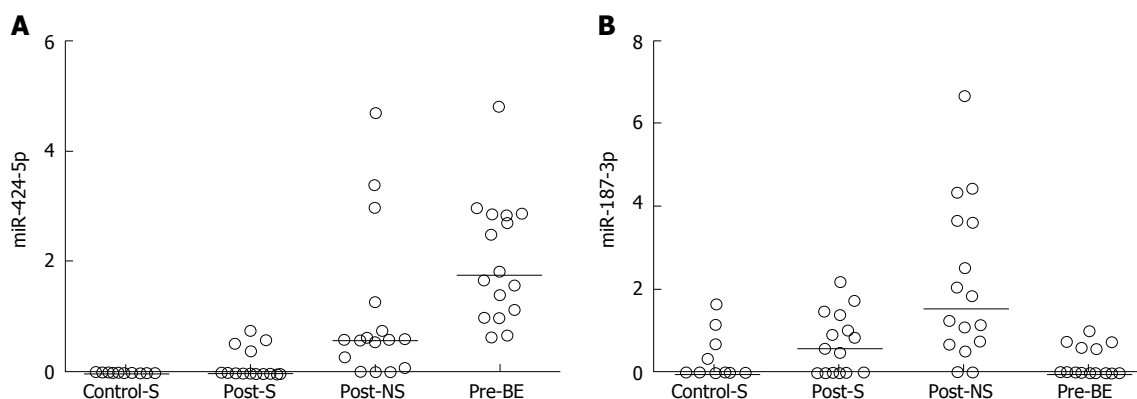 A
6
4
2
0
miR-424-5p
Control-S Post-S Post-NS Pre-BE
B
8
6
4
2
0
miR-187-3p
Control-S Post-S Post-NS Pre-BE